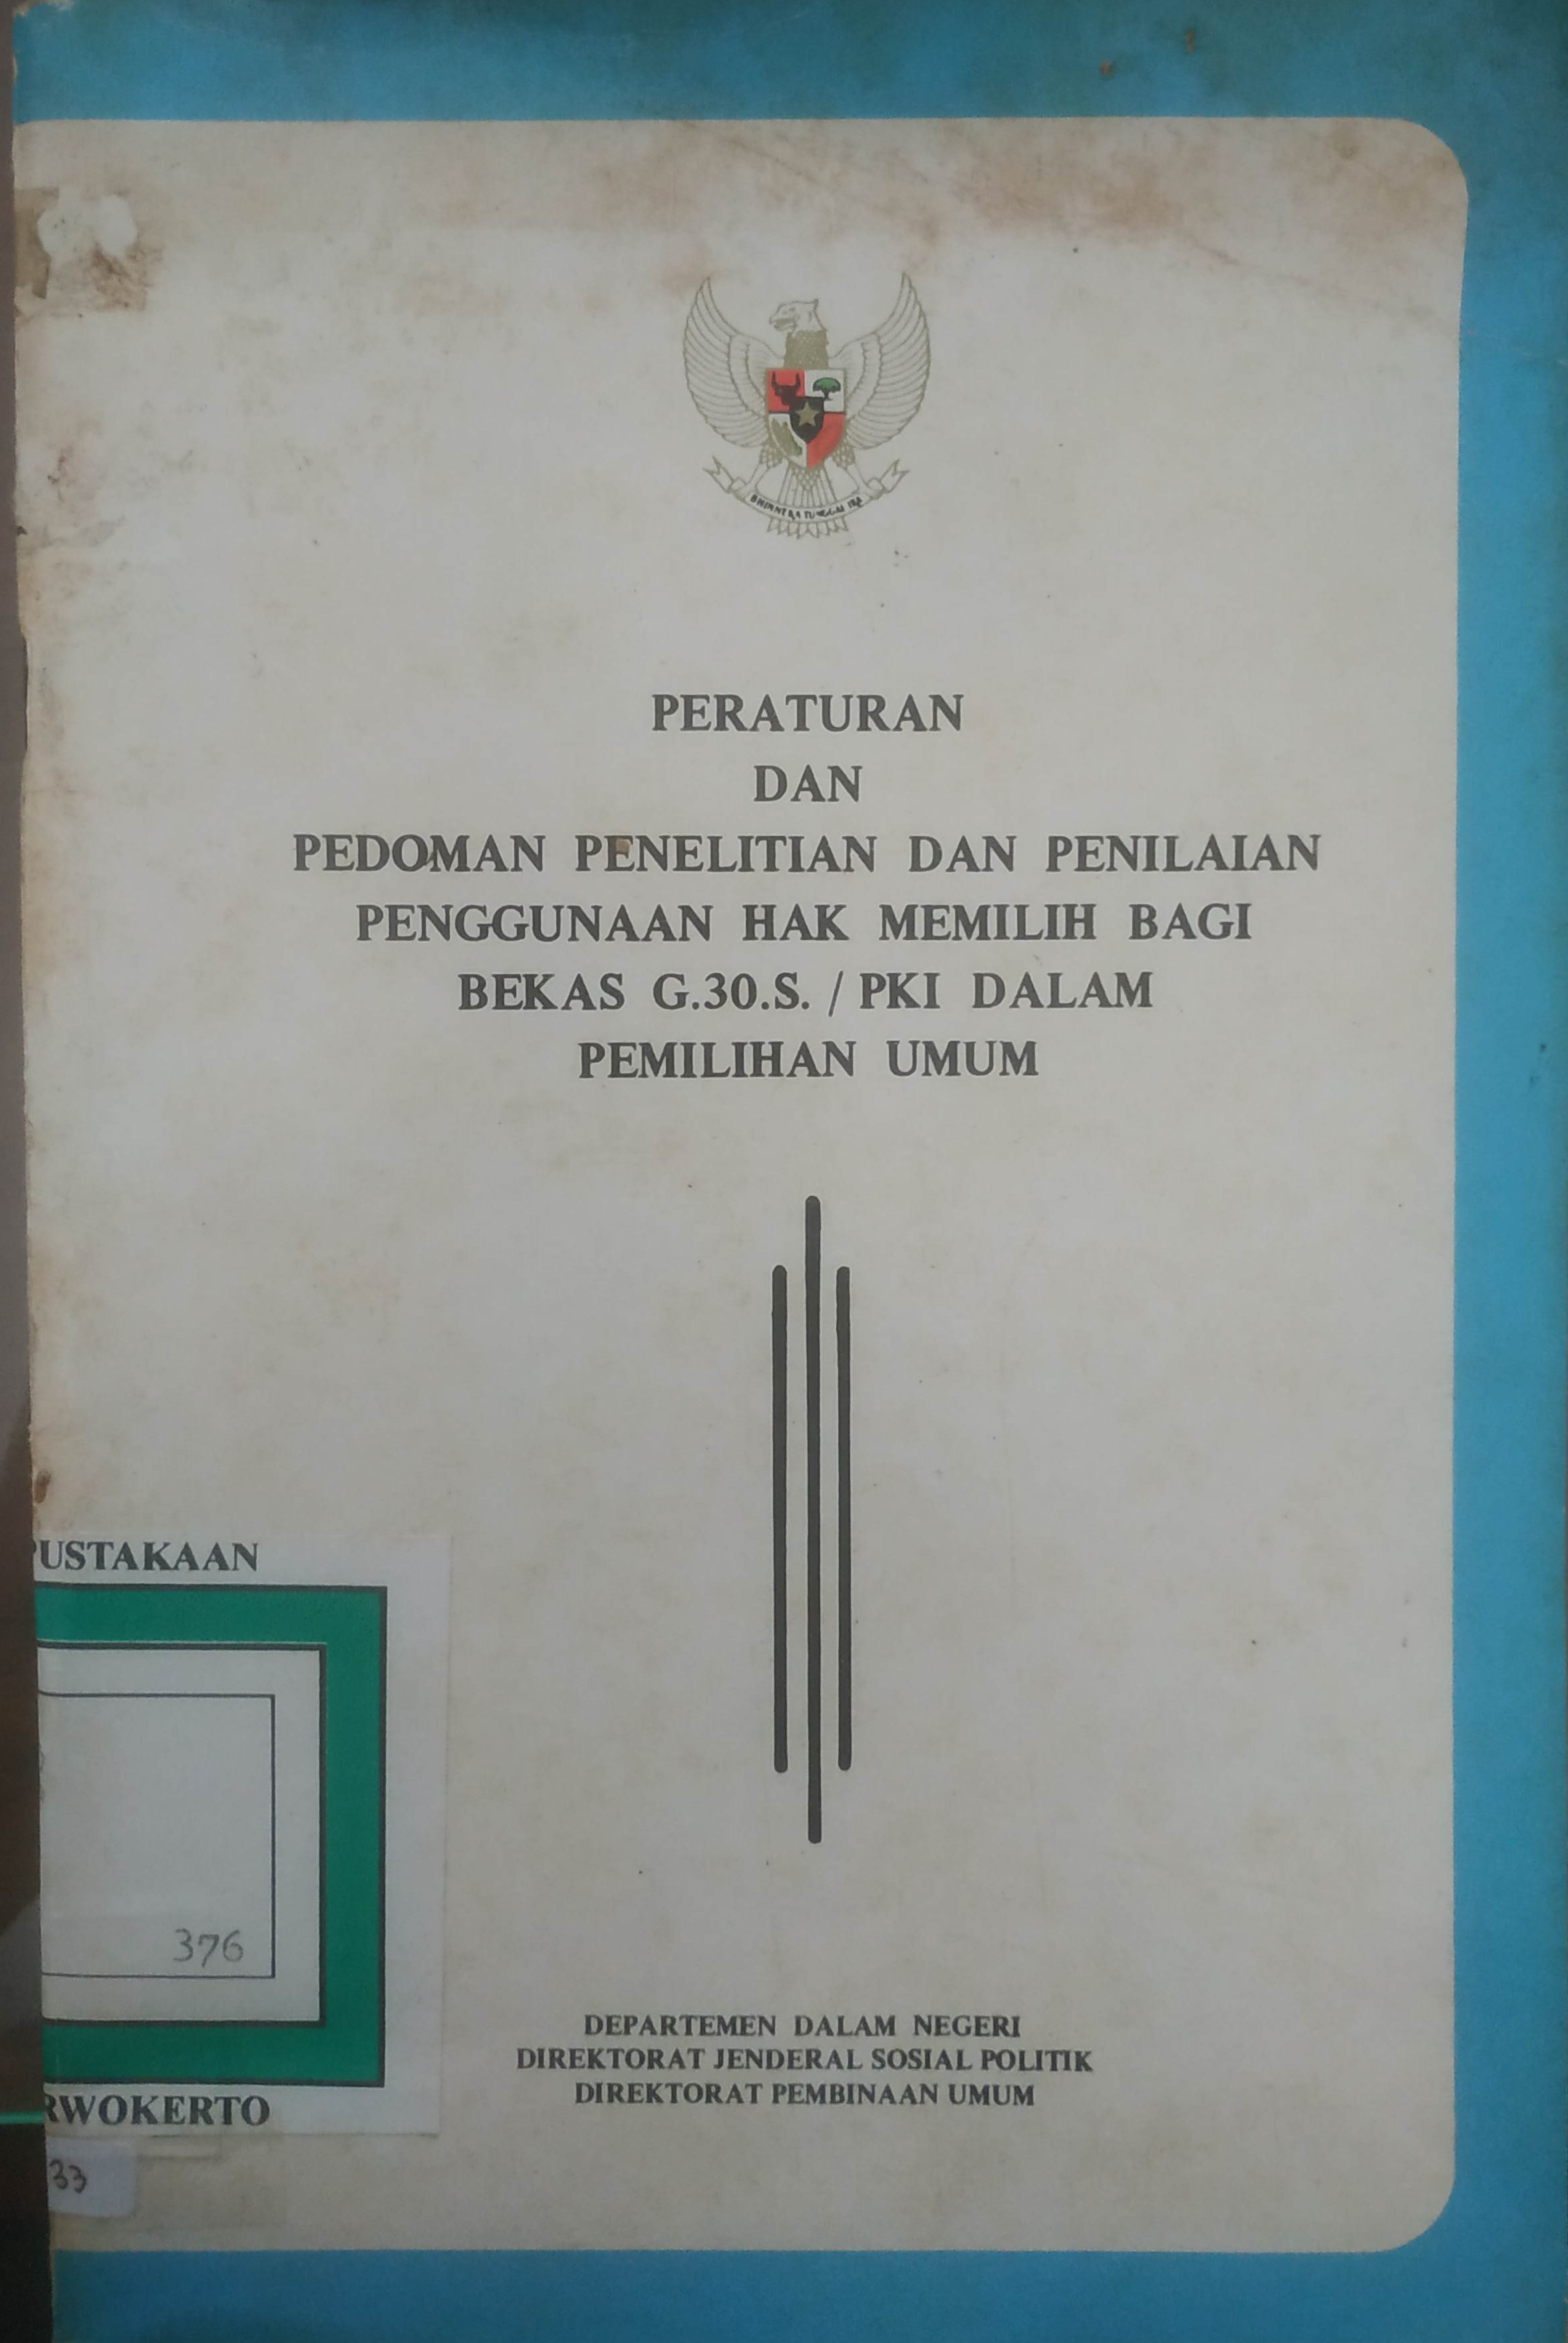 BHINNEKA TUNGGAL IKA
PERATURAN
DAN
PEDOMAN PENELITIAN DAN PENILAIAN
PENGGUNAAN HAK MEMILIH BAGI
BEKAS G.30.S. / PKI DALAM
PEMILIHAN UMUM
PUSTAKAAN
376
RWOKERTO
33
DEPARTEMEN DALAM NEGERI
DIREKTORAT JENDERAL SOSIAL POLITIK
DIREKTORAT PEMBINAAN UMUM